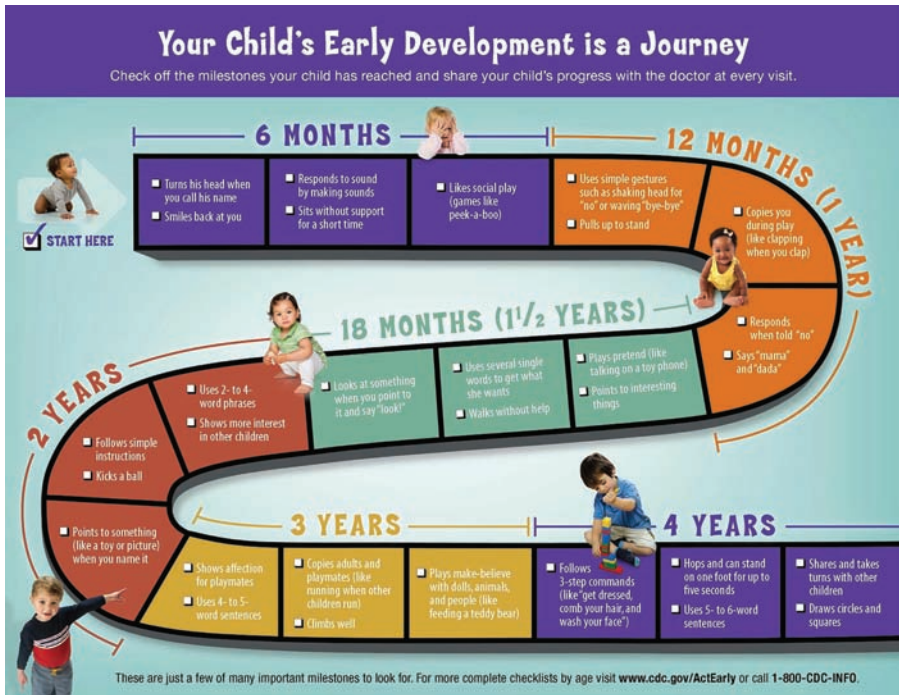 Your Child's Early Development is a Journey
Check off the milestones your child has reached and share your child's progress with the doctor at every visit.
6 MONTHS
12 MONTHS (1 YEAR)
START HERE
Turns his head when
you call his name
Smiles back at you
Responds to sound
by making sounds
Sits without support
for a short time
Likes social play
(games like
peek-a-boo)
Uses simple gestures
such as shaking head for
"no" or waving "bye-bye"
Pulls up to stand
Copies you
during play
(like clapping
when you clap)
Responds
when told "no"
Says "mama"
and "dada"
18 MONTHS (1 1/2 YEARS)
Plays pretend (like
talking on a toy phone)
Points to interesting
things
Uses several single
words to get what
she wants
Walks without help
Looks at something
when you point to
it and say "look!"
2 YEARS
Uses 2- to 4-
word phrases
Shows more interest
in other children
Follows simple
instructions
Kicks a ball
Points to something
(like a toy or picture)
when you name it
3 YEARS
Shows affection
for playmates
Uses 4- to 5-
word sentences
Copies adults and
playmates (like
running when other
children run)
Climbs well
Plays make-believe
with dolls, animals,
and people (like
feeding a teddy bear)
4 YEARS
Follows
3-step commands
(like "get dressed,
comb your hair, and
wash your face")
Hops and can stand
on one foot for up to
five seconds
Uses 5- to 6-word
sentences
Shares and takes
turns with other
children
Draws circles and
squares
These are just a few of many important milestones to look for. For more complete checklists by age visit www.cdc.gov/ActEarly or call 1-800-CDC-INFO.